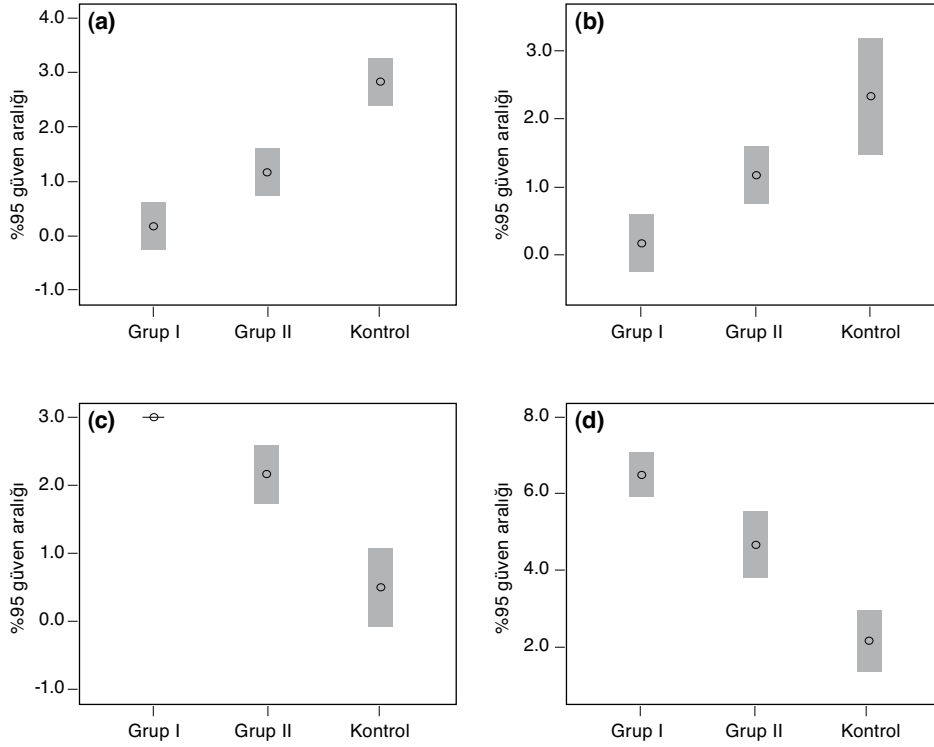 (a)
%95 güven aralığı
4.0
3.0
2.0
1.0
0.0
-1.0
Grup I Grup II Kontrol
(b)
%95 güven aralığı
3.0
2.0
1.0
0.0
Grup I Grup II Kontrol
(c)
%95 güven aralığı
3.0
2.0
1.0
0.0
-1.0
Grup I Grup II Kontrol
(d)
%95 güven aralığı
8.0
6.0
4.0
2.0
Grup I Grup II Kontrol